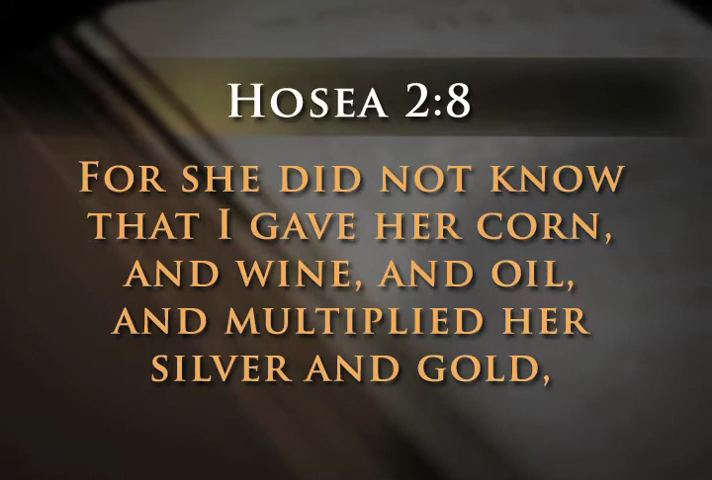 Hosea 2:8
For she did not know
that I gave her corn,
and wine, and oil,
and multiplied her
silver and gold,